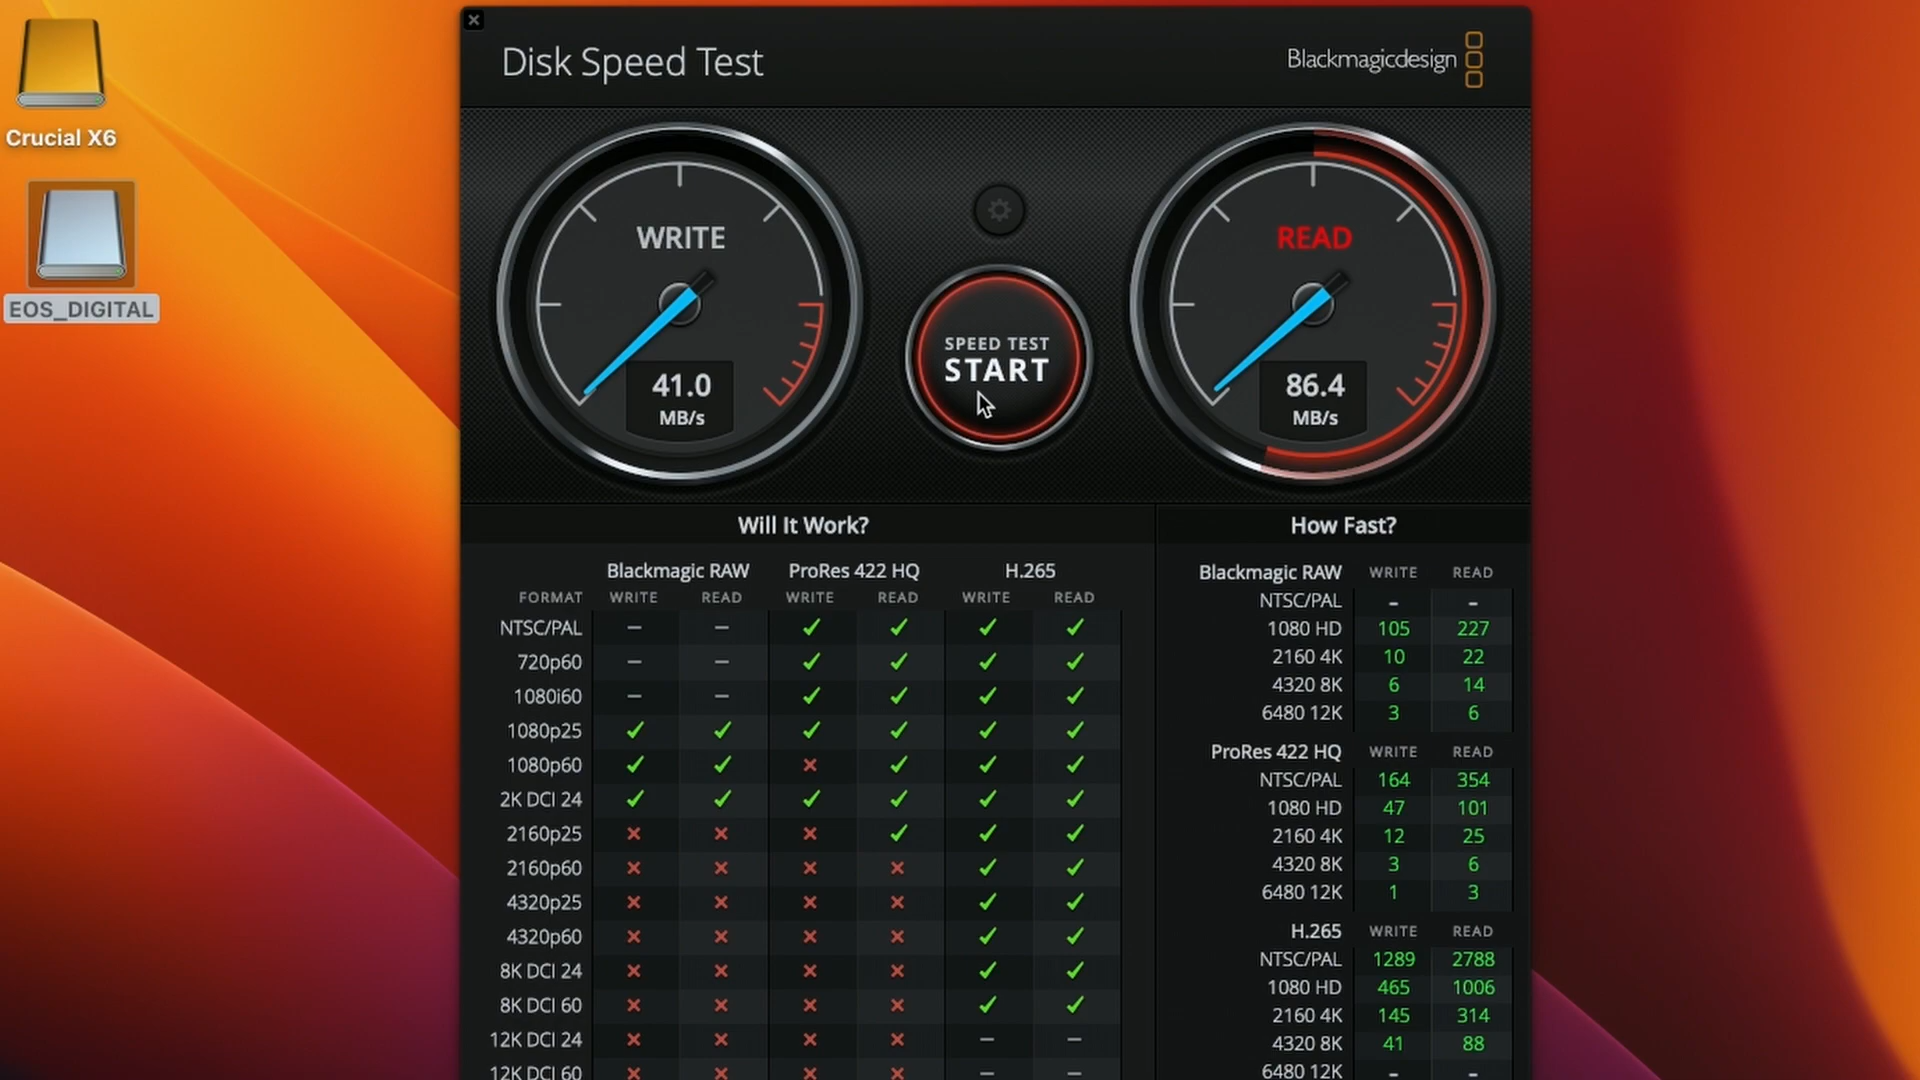 Crucial X6
EOS_DIGITAL
Disk Speed Test
Blackmagicdesign
WRITE
41.0
MB/s
SPEED TEST
START
READ
86.4
MB/s
Will It Work?
Blackmagic RAW ProRes 422 HQ H.265
FORMAT WRITE READ WRITE READ WRITE READ
NTSC/PAL – – ✓ ✓ ✓ ✓
720p60 – – ✓ ✓ ✓ ✓
1080i60 – – ✓ ✓ ✓ ✓
1080p25 ✓ ✓ ✓ ✓ ✓ ✓
1080p60 ✓ ✓ ✗ ✓ ✓ ✓
2K DCI 24 ✓ ✓ ✓ ✓ ✓ ✓
2160p25 ✗ ✗ ✗ ✓ ✓ ✓
2160p60 ✗ ✗ ✗ ✗ ✓ ✓
4320p25 ✗ ✗ ✗ ✗ ✓ ✓
4320p60 ✗ ✗ ✗ ✗ ✓ ✓
8K DCI 24 ✗ ✗ ✗ ✗ ✓ ✓
8K DCI 60 ✗ ✗ ✗ ✗ ✓ ✓
12K DCI 24 ✗ ✗ ✗ ✗ – –
12K DCI 60 ✗ ✗ ✗ ✗ – –
How Fast?
Blackmagic RAW WRITE READ
NTSC/PAL – –
1080 HD 105 227
2160 4K 10 22
4320 8K 6 14
6480 12K 3 6
ProRes 422 HQ WRITE READ
NTSC/PAL 164 354
1080 HD 47 101
2160 4K 12 25
4320 8K 3 6
6480 12K 1 3
H.265 WRITE READ
NTSC/PAL 1289 2788
1080 HD 465 1006
2160 4K 145 314
4320 8K 41 88
6480 12K – –